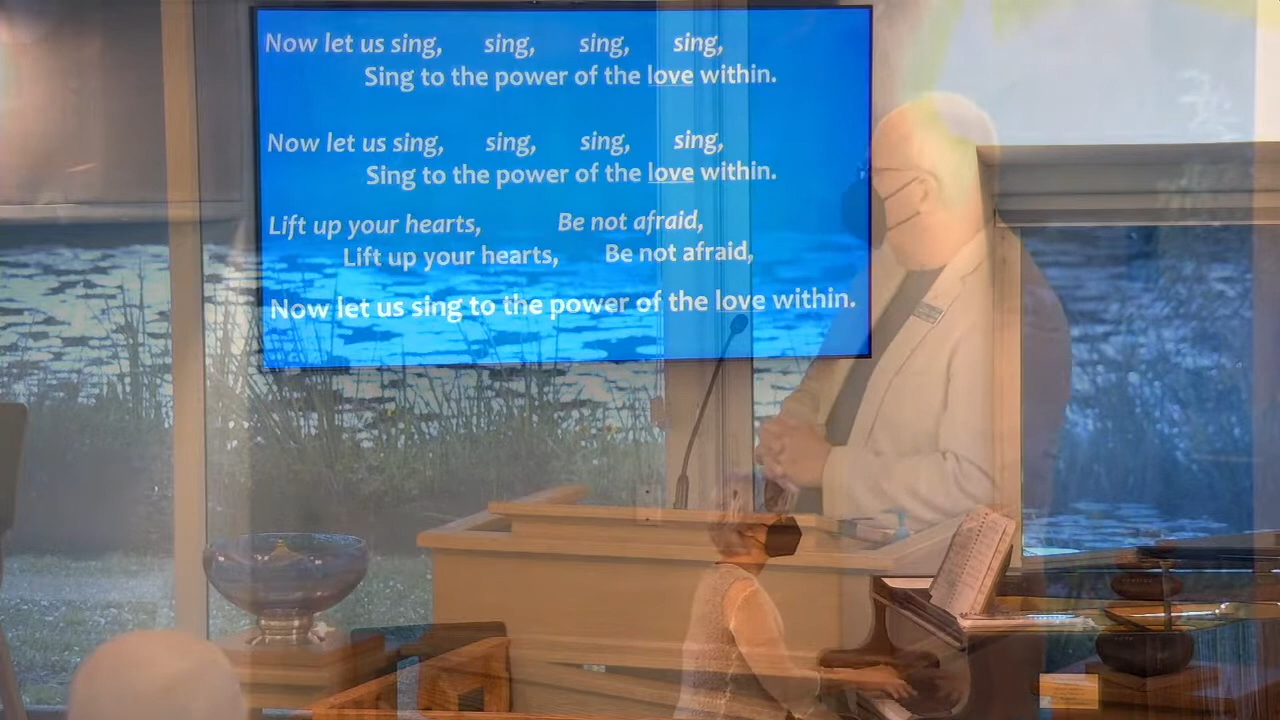 Now let us sing, sing, sing, sing,
Sing to the power of the love within.
Now let us sing, sing, sing, sing,
Sing to the power of the love within.
Lift up your hearts, Be not afraid,
Lift up your hearts, Be not afraid,
Now let us sing to the power of the love within.